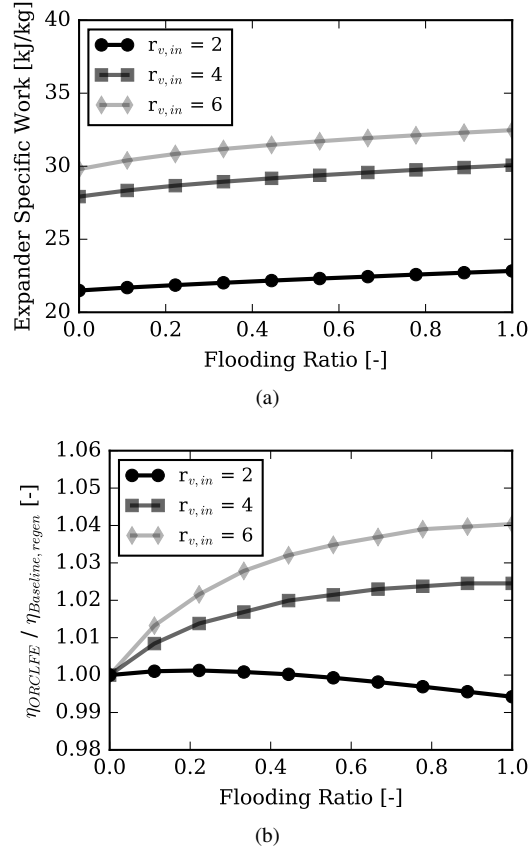 Expander Specific Work [kJ/kg]
40
35
30
25
20
r_{v,in} = 2
r_{v,in} = 4
r_{v,in} = 6
0.0 0.2 0.4 0.6 0.8 1.0
Flooding Ratio [-]
(a)
η_{ORCLFE} / η_{Baseline,regen} [-]
1.06
1.05
1.04
1.03
1.02
1.01
1.00
0.99
0.98
r_{v,in} = 2
r_{v,in} = 4
r_{v,in} = 6
0.0 0.2 0.4 0.6 0.8 1.0
Flooding Ratio [-]
(b)